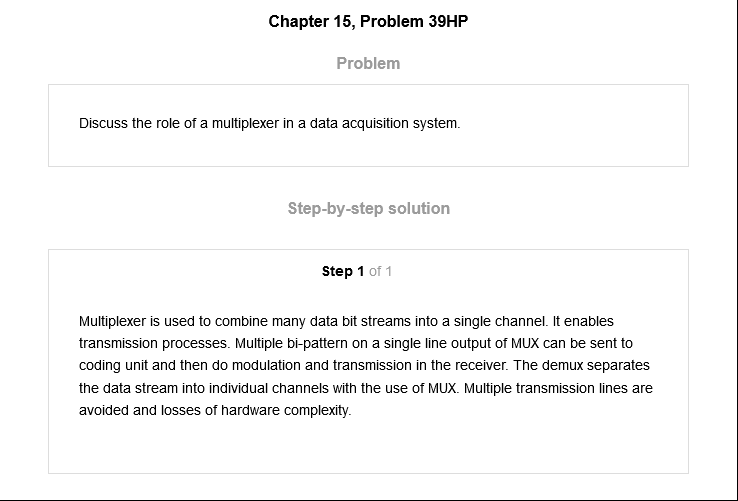 Chapter 15, Problem 39HP
Problem
Discuss the role of a multiplexer in a data acquisition system.
Step-by-step solution
Step 1 of 1
Multiplexer is used to combine many data bit streams into a single channel. It enables
transmission processes. Multiple bi-pattern on a single line output of MUX can be sent to
coding unit and then do modulation and transmission in the receiver. The demux separates
the data stream into individual channels with the use of MUX. Multiple transmission lines are
avoided and losses of hardware complexity.